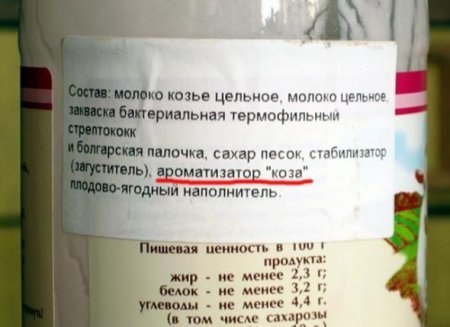 Состав: молоко козье цельное, молоко цельное,
закваска бактериальная термофильный
стрептококк
и болгарская палочка, сахар песок, стабилизатор
(загуститель), ароматизатор "коза"
плодово-ягодный наполнитель.
Пищевая ценность в 100 г
продукта:
жир - не менее 2,3 г;
белок - не менее 3,2 г;
углеводы - не менее 4,4 г.
(в том числе сахарозы